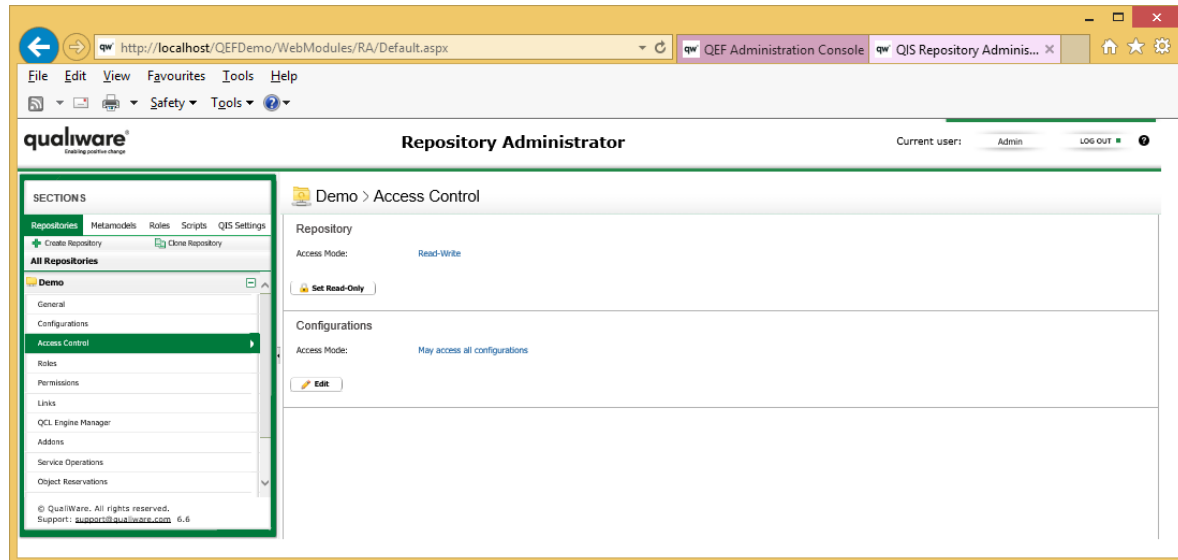 http://localhost/QEFDemo/WebModules/RA/Default.aspx
QEF Administration Console
QIS Repository Adminis...
File Edit View Favourites Tools Help
Safety Tools
qualiware®
Enabling positive change
Repository Administrator
Current user: Admin LOG OUT
SECTIONS
Repositories Metamodels Roles Scripts QIS Settings
Create Repository Clone Repository
All Repositories
Demo
General
Configurations
Access Control
Roles
Permissions
Links
QCL Engine Manager
Addons
Service Operations
Object Reservations
© QualiWare. All rights reserved.
Support: support@qualiware.com 6.6
Demo > Access Control
Repository
Access Mode: Read-Write
Set Read-Only
Configurations
Access Mode: May access all configurations
Edit